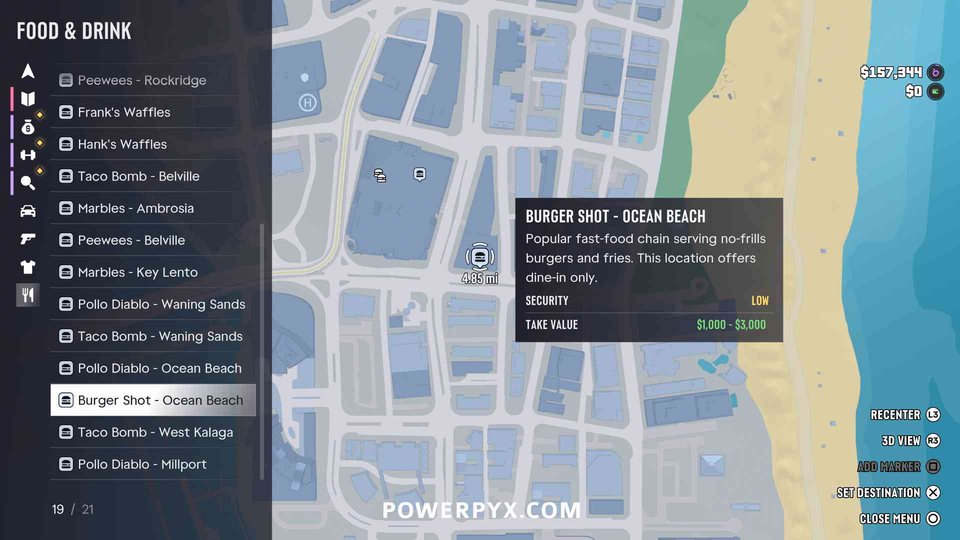 FOOD & DRINK
Peewees - Rockridge
Frank's Waffles
Hank's Waffles
Taco Bomb - Belville
Marbles - Ambrosia
Peewees - Belville
Marbles - Key Lento
Pollo Diablo - Waning Sands
Taco Bomb - Waning Sands
Pollo Diablo - Ocean Beach
Burger Shot - Ocean Beach
Taco Bomb - West Kalaga
Pollo Diablo - Millport
19 / 21
H
4.85 mi
BURGER SHOT - OCEAN BEACH
Popular fast-food chain serving no-frills
burgers and fries. This location offers
dine-in only.
SECURITY LOW
TAKE VALUE $1,000 - $3,000
$157,344
$0
RECENTER L3
3D VIEW R3
ADD MARKER
SET DESTINATION
CLOSE MENU
POWERPYX.COM